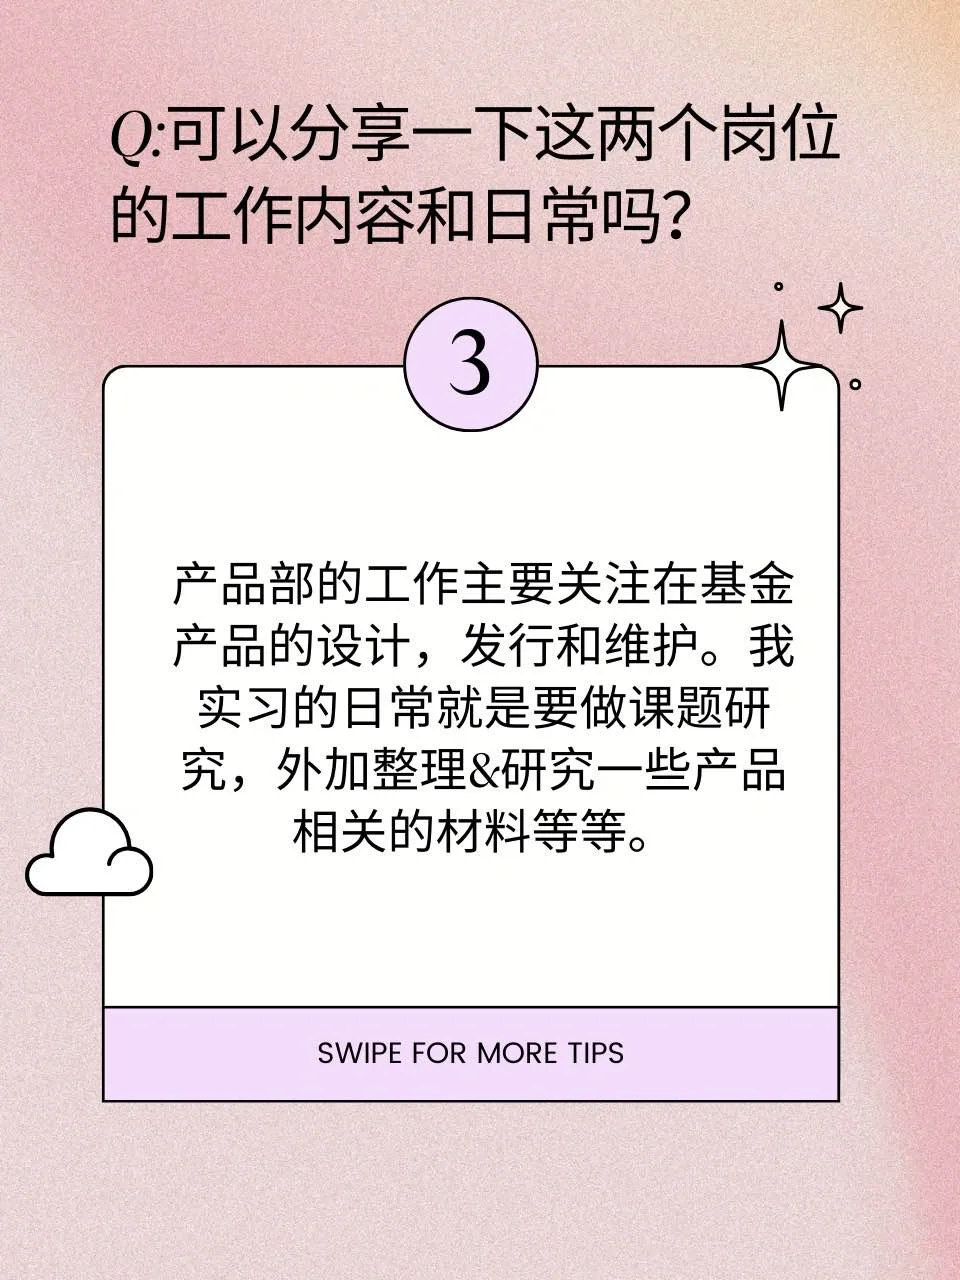 Q:可以分享一下这两个岗位
的工作内容和日常吗？
3
产品部的工作主要关注在基金
产品的设计，发行和维护。我
实习的日常就是要做课题研
究，外加整理&研究一些产品
相关的材料等等。
SWIPE FOR MORE TIPS